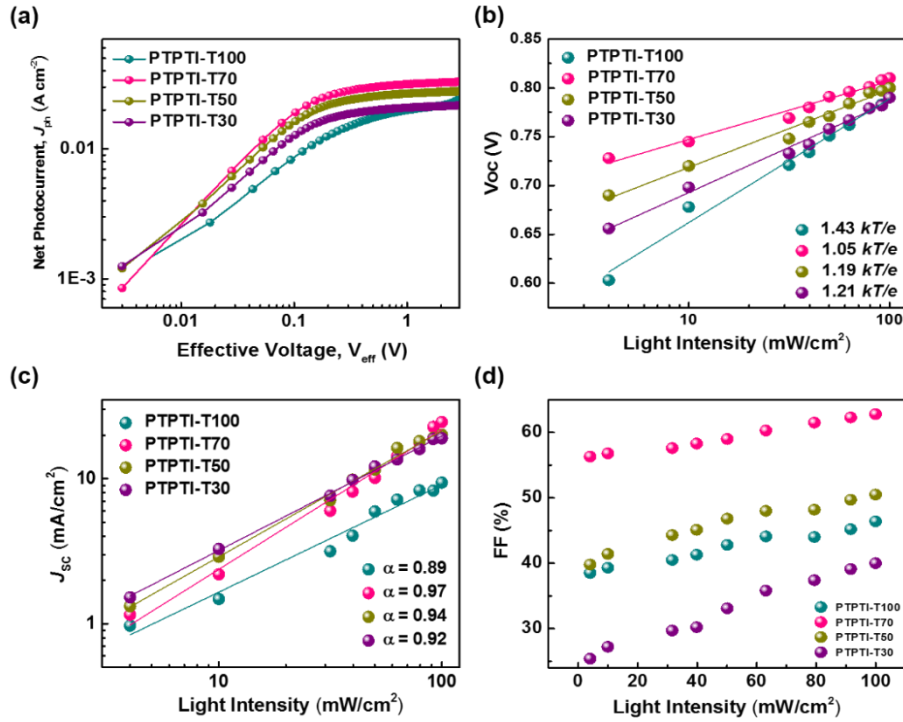 (a)
PTPTI-T100
PTPTI-T70
PTPTI-T50
PTPTI-T30
Net Photocurrent, Jph (A cm-2)
0.01
1E-3
0.01 0.1 1
Effective Voltage, Veff (V)
(b)
PTPTI-T100
PTPTI-T70
PTPTI-T50
PTPTI-T30
Voc (V)
0.85
0.80
0.75
0.70
0.65
0.60
1.43 kT/e
1.05 kT/e
1.19 kT/e
1.21 kT/e
10 100
Light Intensity (mW/cm2)
(c)
PTPTI-T100
PTPTI-T70
PTPTI-T50
PTPTI-T30
JSC (mA/cm2)
10
1
α = 0.89
α = 0.97
α = 0.94
α = 0.92
10 100
Light Intensity (mW/cm2)
(d)
FF (%)
60
50
40
30
PTPTI-T100
PTPTI-T70
PTPTI-T50
PTPTI-T30
0 20 40 60 80 100
Light Intensity (mW/cm2)